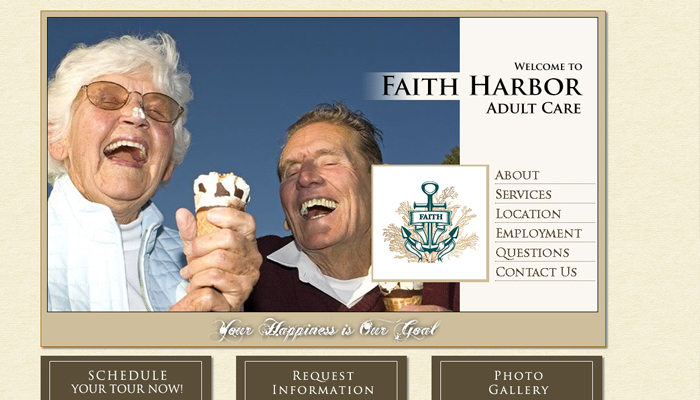 Welcome to
Faith Harbor
Adult Care
FAITH
About
Services
Location
Employment
Questions
Contact Us
Your Happiness is Our Goal
SCHEDULE
YOUR TOUR NOW!
Request
Information
Photo
Gallery